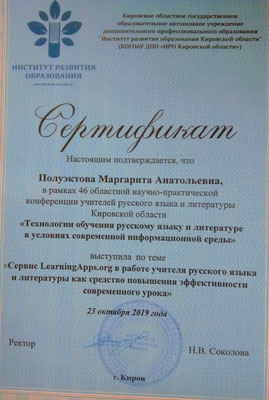 Кировское областное государственное
образовательное автономное учреждение
дополнительного профессионального образования
"Институт развития образования Кировской области"
(КОГОАУ ДПО «ИРО Кировской области»)
ИНСТИТУТ РАЗВИТИЯ
ОБРАЗОВАНИЯ
КИРОВСКОЙ ОБЛАСТИ
Сертификат
Настоящим подтверждается, что
Полуэктова Маргарита Анатольевна,
в рамках 46 областной научно-практической
конференции учителей русского языка и литературы
Кировской области
«Технологии обучения русскому языку и литературе
в условиях современной информационной среды»
выступила по теме
«Сервис LearningApps.org в работе учителя русского языка
и литературы как средство повышения эффективности
современного урока»
23 октября 2019 года
Ректор
Н.В. Соколова
г. Киров